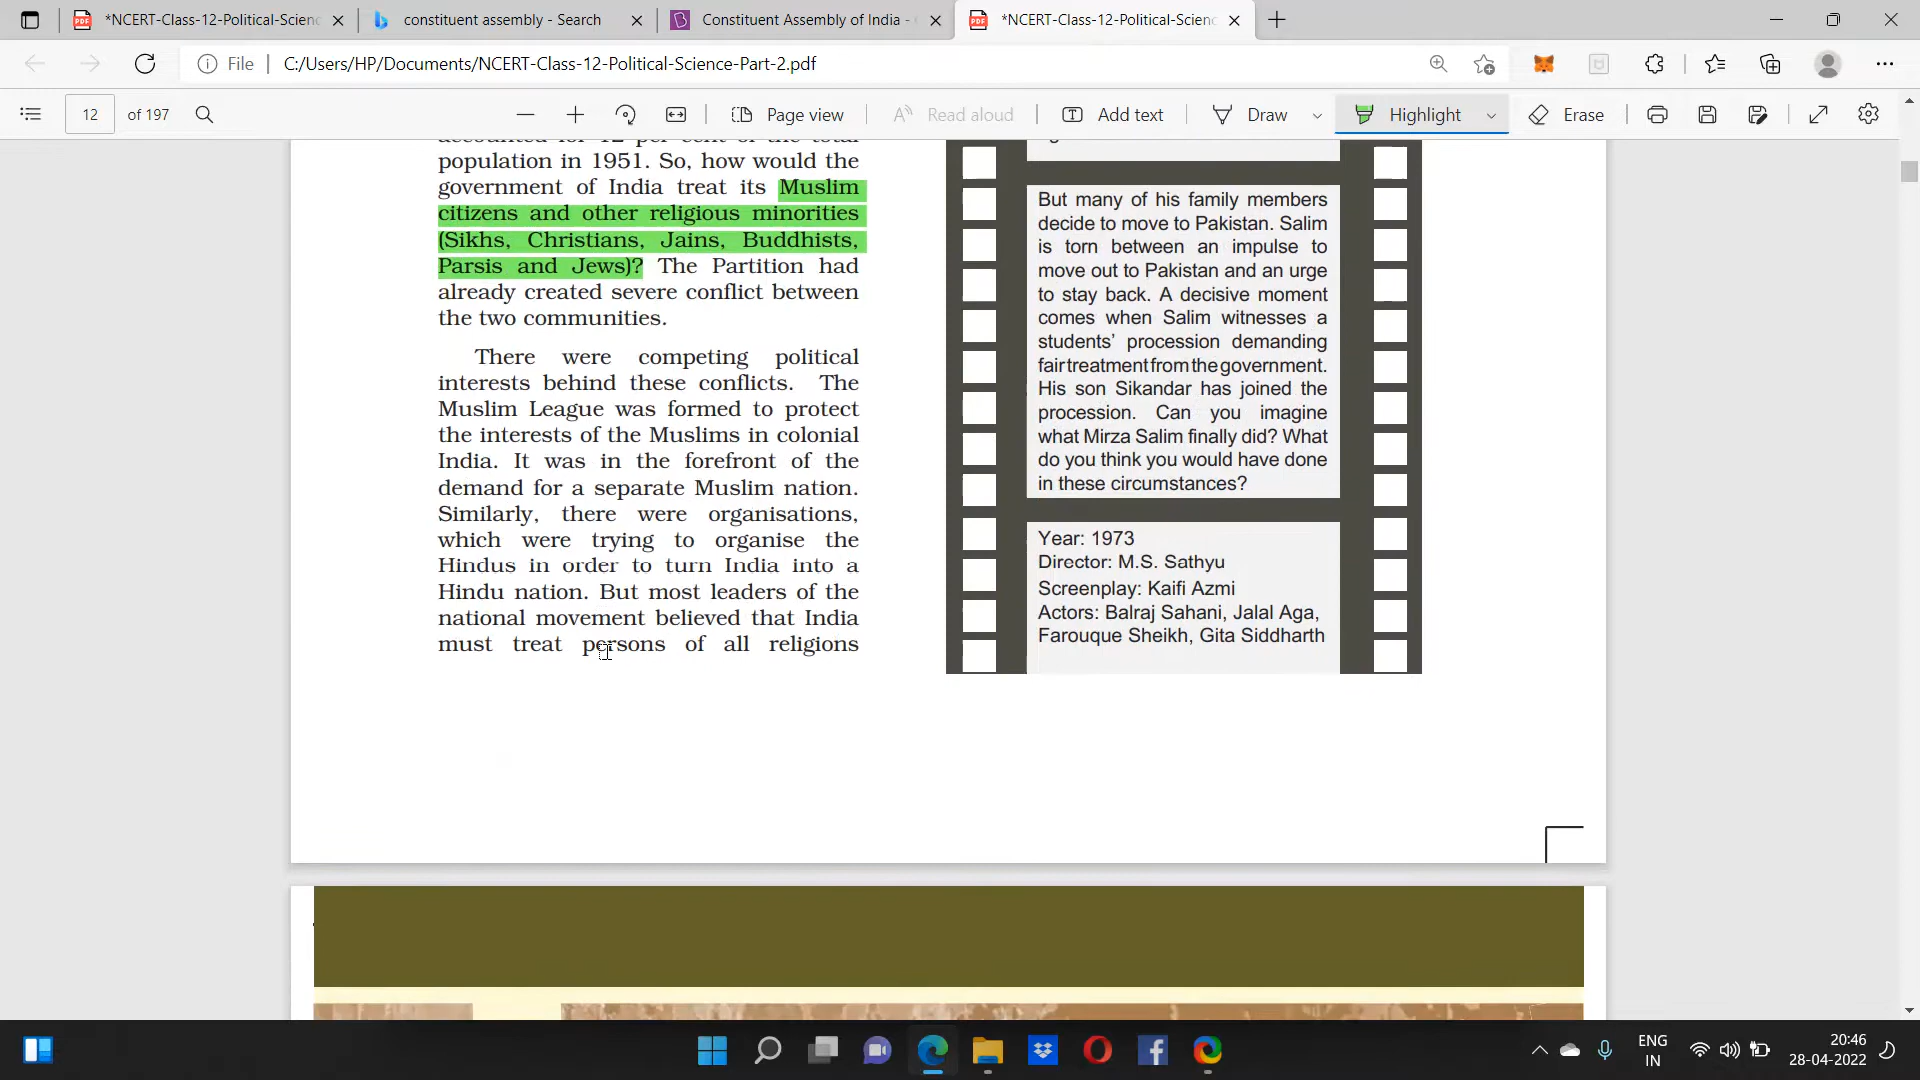 *NCERT-Class-12-Political-Scienc
constituent assembly - Search
Constituent Assembly of India -
*NCERT-Class-12-Political-Scienc
File
C:/Users/HP/Documents/NCERT-Class-12-Political-Science-Part-2.pdf
12 of 197
Page view
Read aloud
Add text
Draw
Highlight
Erase
accounted for 12 per cent of the total
population in 1951. So, how would the
government of India treat its Muslim
citizens and other religious minorities
(Sikhs, Christians, Jains, Buddhists,
Parsis and Jews)? The Partition had
already created severe conflict between
the two communities.
There were competing political
interests behind these conflicts. The
Muslim League was formed to protect
the interests of the Muslims in colonial
India. It was in the forefront of the
demand for a separate Muslim nation.
Similarly, there were organisations,
which were trying to organise the
Hindus in order to turn India into a
Hindu nation. But most leaders of the
national movement believed that India
must treat persons of all religions
But many of his family members
decide to move to Pakistan. Salim
is torn between an impulse to
move out to Pakistan and an urge
to stay back. A decisive moment
comes when Salim witnesses a
students' procession demanding
fair treatment from the government.
His son Sikandar has joined the
procession. Can you imagine
what Mirza Salim finally did? What
do you think you would have done
in these circumstances?
Year: 1973
Director: M.S. Sathyu
Screenplay: Kaifi Azmi
Actors: Balraj Sahani, Jalal Aga,
Farouque Sheikh, Gita Siddharth
ENG
IN
20:46
28-04-2022